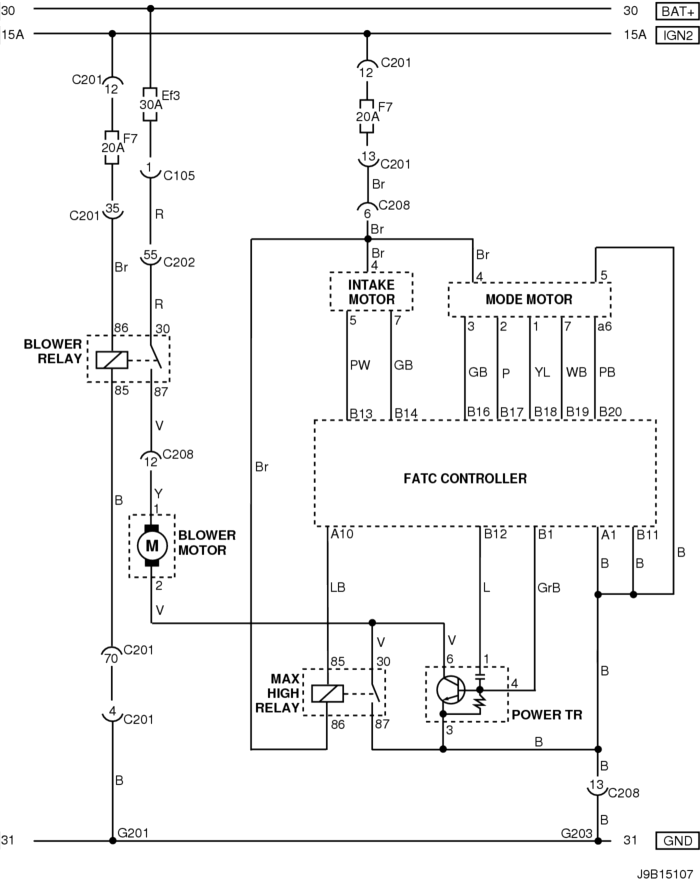 30
30
BAT+
15A
15A
IGN2
C201
12
Ef3
30A
C201
12
F7
20A
F7
20A
1
C105
13
C201
Br
35
C201
R
C208
6
Br
55
C202
Br
Br
4
Br
4
5
R
INTAKE
MOTOR
MODE MOTOR
86
30
5
7
3
2
1
7
a6
BLOWER
RELAY
PW
GB
GB
P
YL
WB
PB
85
87
V
B13
B14
B16
B17
B18
B19
B20
C208
12
Br
FATC CONTROLLER
B
Y
1
A10
B12
B1
A1
B11
M
BLOWER
MOTOR
B
B
B
2
LB
L
GrB
V
V
V
C201
70
85
30
6
1
B
MAX
HIGH
RELAY
4
4
C201
86
87
3
POWER TR
B
B
B
13
C208
B
31
G201
G203
31
GND
J9B15107